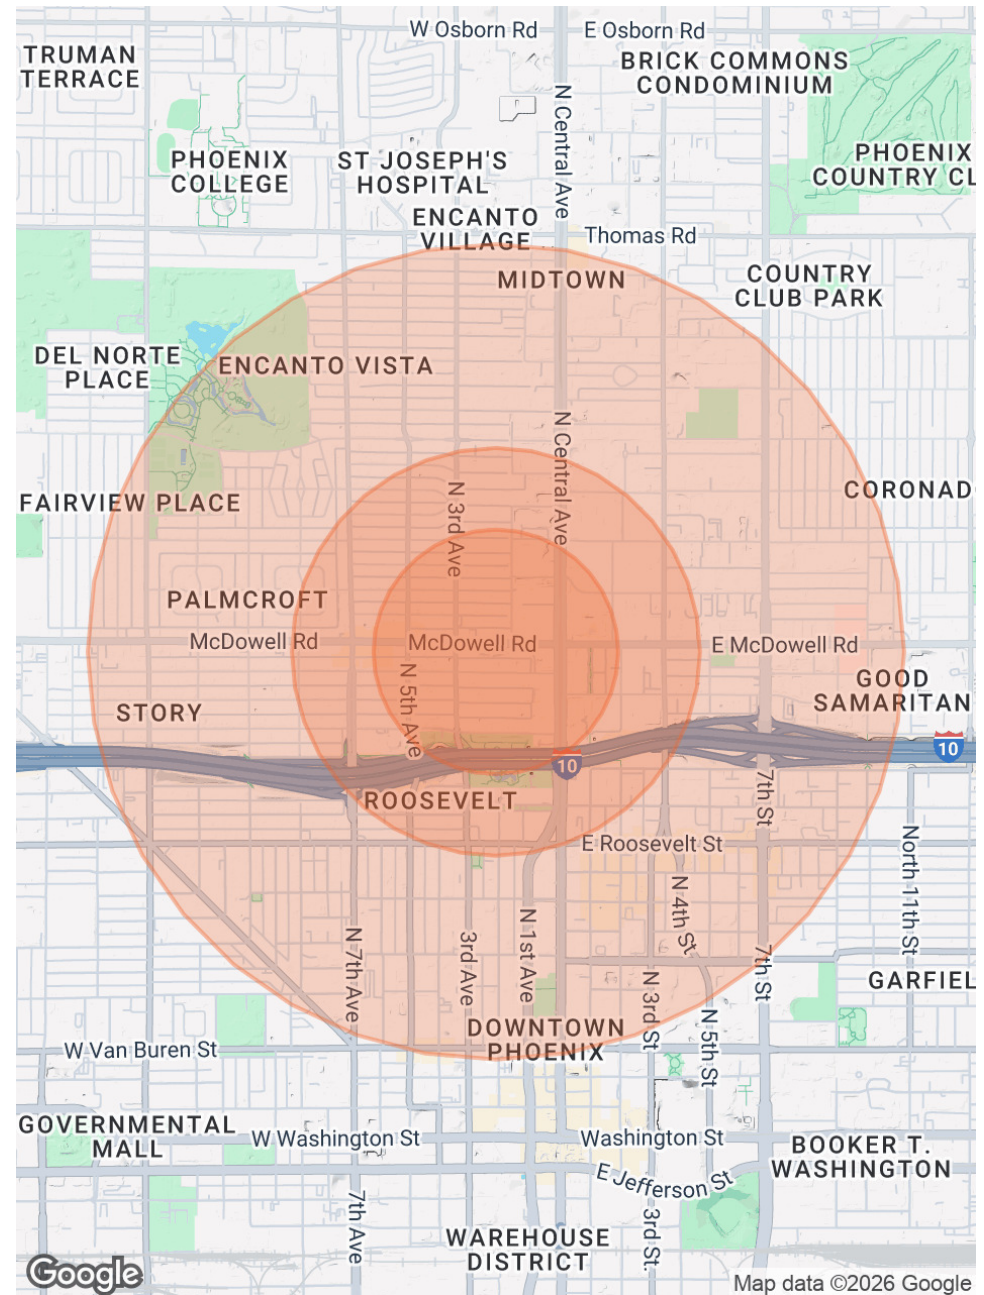 W Osborn Rd
E Osborn Rd
TRUMAN
TERRACE
BRICK COMMONS
CONDOMINIUM
N Central Ave
PHOENIX
COLLEGE
ST JOSEPH'S
HOSPITAL
PHOENIX
COUNTRY CL
ENCANTO
VILLAGE
Thomas Rd
MIDTOWN
COUNTRY
CLUB PARK
DEL NORTE
PLACE
ENCANTO VISTA
N Central Ave
N 3rd Ave
FAIRVIEW PLACE
CORONAD
PALMCROFT
McDowell Rd
McDowell Rd
E McDowell Rd
N 5th Ave
GOOD
SAMARITAN
STORY
10
10
ROOSEVELT
7th St
E Roosevelt St
North 11th St
N 4th St
N 7th Ave
3rd Ave
N 1st Ave
N 3rd St
7th St
GARFIEL
N 5th St
DOWNTOWN
PHOENIX
W Van Buren St
GOVERNMENTAL
MALL
W Washington St
Washington St
BOOKER T.
WASHINGTON
E Jefferson St
7th Ave
3rd St.
WAREHOUSE
DISTRICT
Google
Map data ©2026 Google